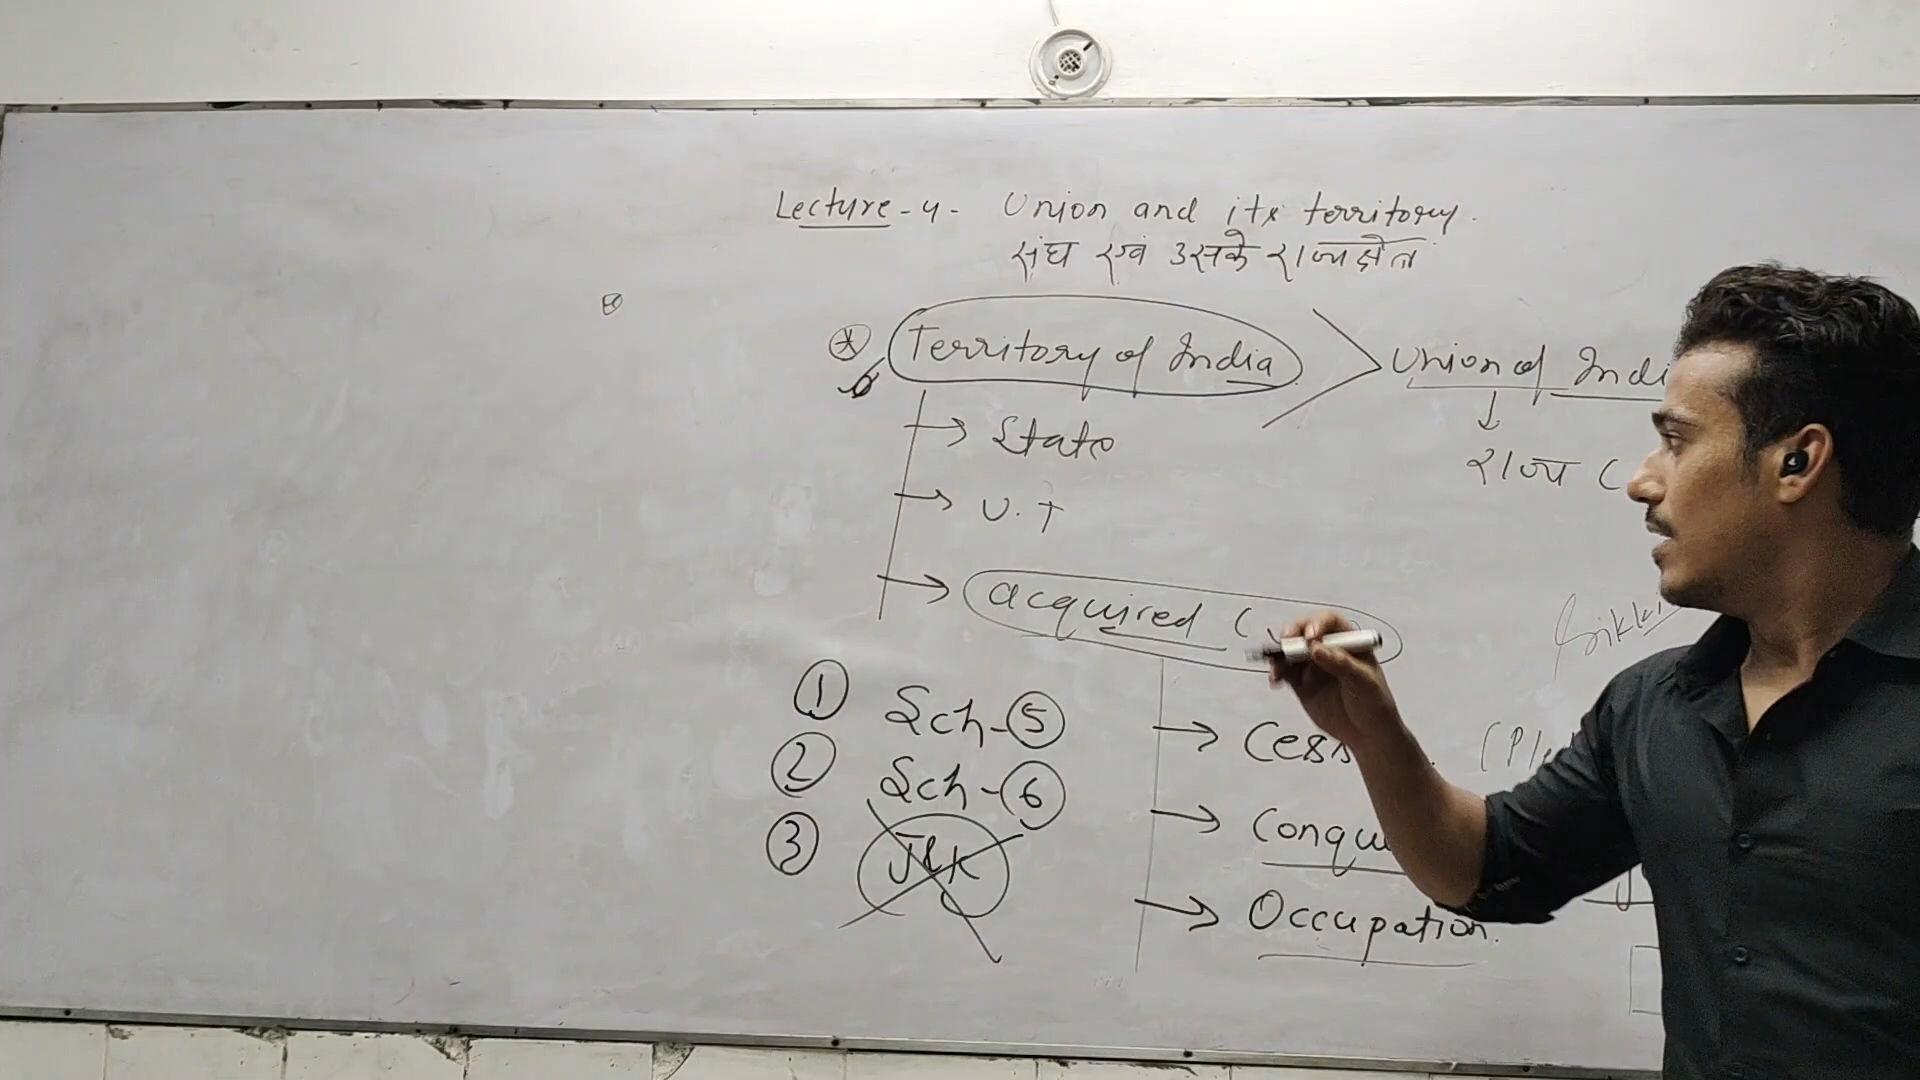 Lecture-4- Union and its territory.
संघ एवं उसके राज्यक्षेत्र
Territory of India > Union of Indi
→ State
↓
राज्य (
→ U.T
→ acquired (
Sikki
① Sch-⑤
② Sch-⑥
③ J&K
→ Cess
→ Conqu
→ Occupation.